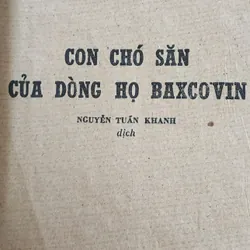 CON CHÓ SĂN
CỦA DÒNG HỌ BAXCOVIN
NGUYỄN TUẤN KHANH
dịch